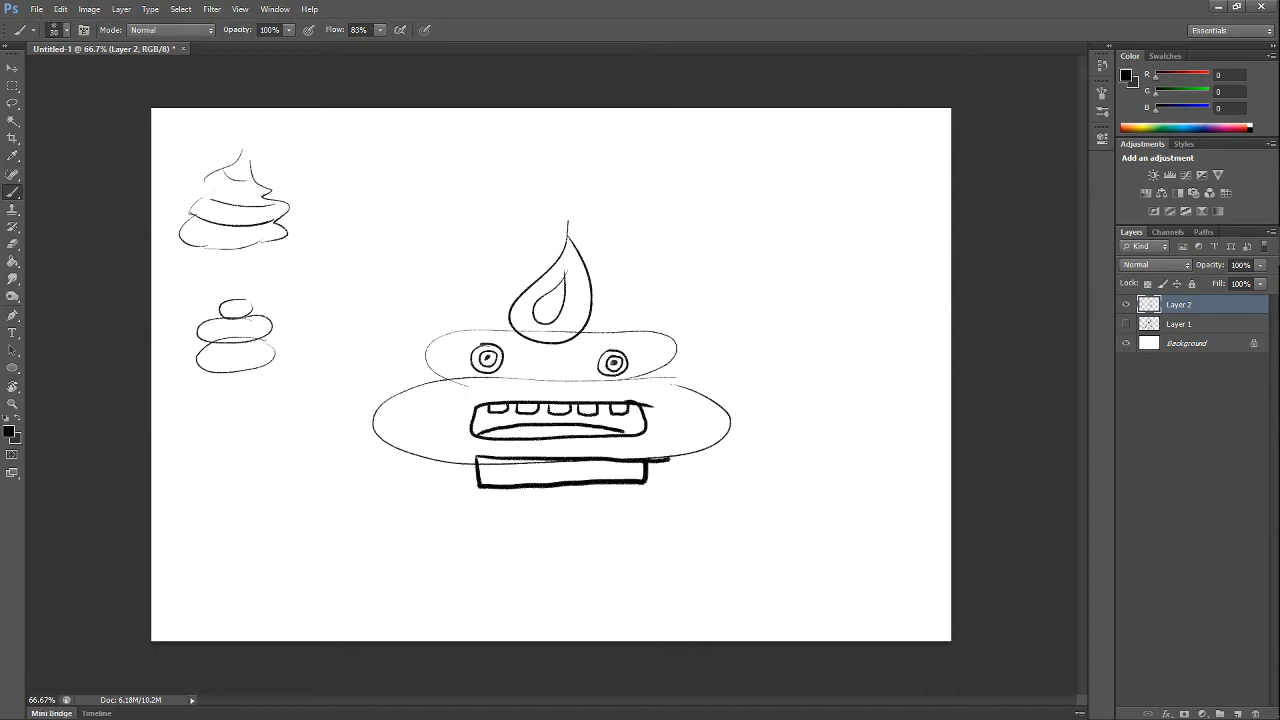 Ps File Edit Image Layer Type Select Filter View Window Help
30 Mode: Normal Opacity: 100% Flow: 83% Essentials
Untitled-1 @ 66.7% (Layer 2, RGB/8) * ×
Color Swatches
R 0
G 0
B 0
Adjustments Styles
Add an adjustment
Layers Channels Paths
Kind
Normal Opacity: 100%
Lock: Fill: 100%
Layer 2
Layer 1
Background
66.67% Doc: 6.18M/10.2M
Mini Bridge Timeline